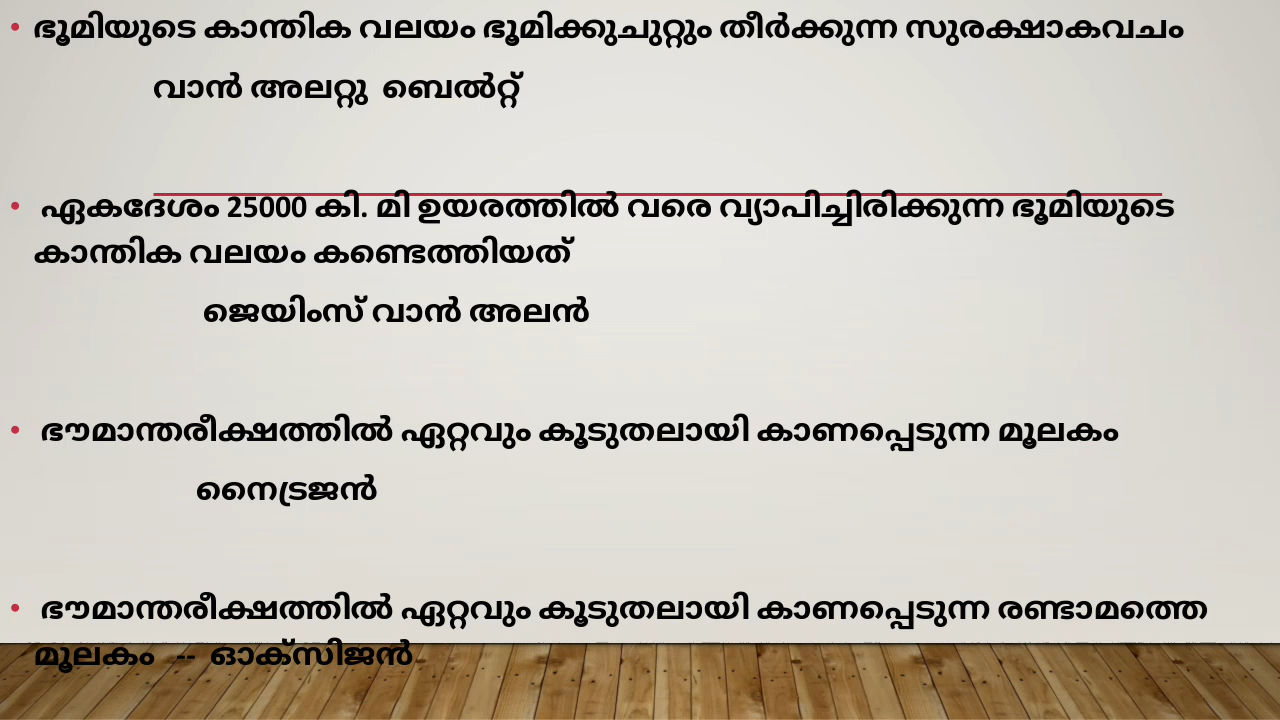 • ഭൂമിയുടെ കാന്തിക വലയം ഭൂമിക്കുചുറ്റും തീർക്കുന്ന സുരക്ഷാകവചം
വാൻ അലറ്റു ബെൽറ്റ്
• ഏകദേശം 25000 കി. മി ഉയരത്തിൽ വരെ വ്യാപിച്ചിരിക്കുന്ന ഭൂമിയുടെ
കാന്തിക വലയം കണ്ടെത്തിയത്
ജെയിംസ് വാൻ അലൻ
• ഭൗമാന്തരീക്ഷത്തിൽ ഏറ്റവും കൂടുതലായി കാണപ്പെടുന്ന മൂലകം
നൈട്രജൻ
• ഭൗമാന്തരീക്ഷത്തിൽ ഏറ്റവും കൂടുതലായി കാണപ്പെടുന്ന രണ്ടാമത്തെ
മൂലകം -- ഓക്സിജൻ